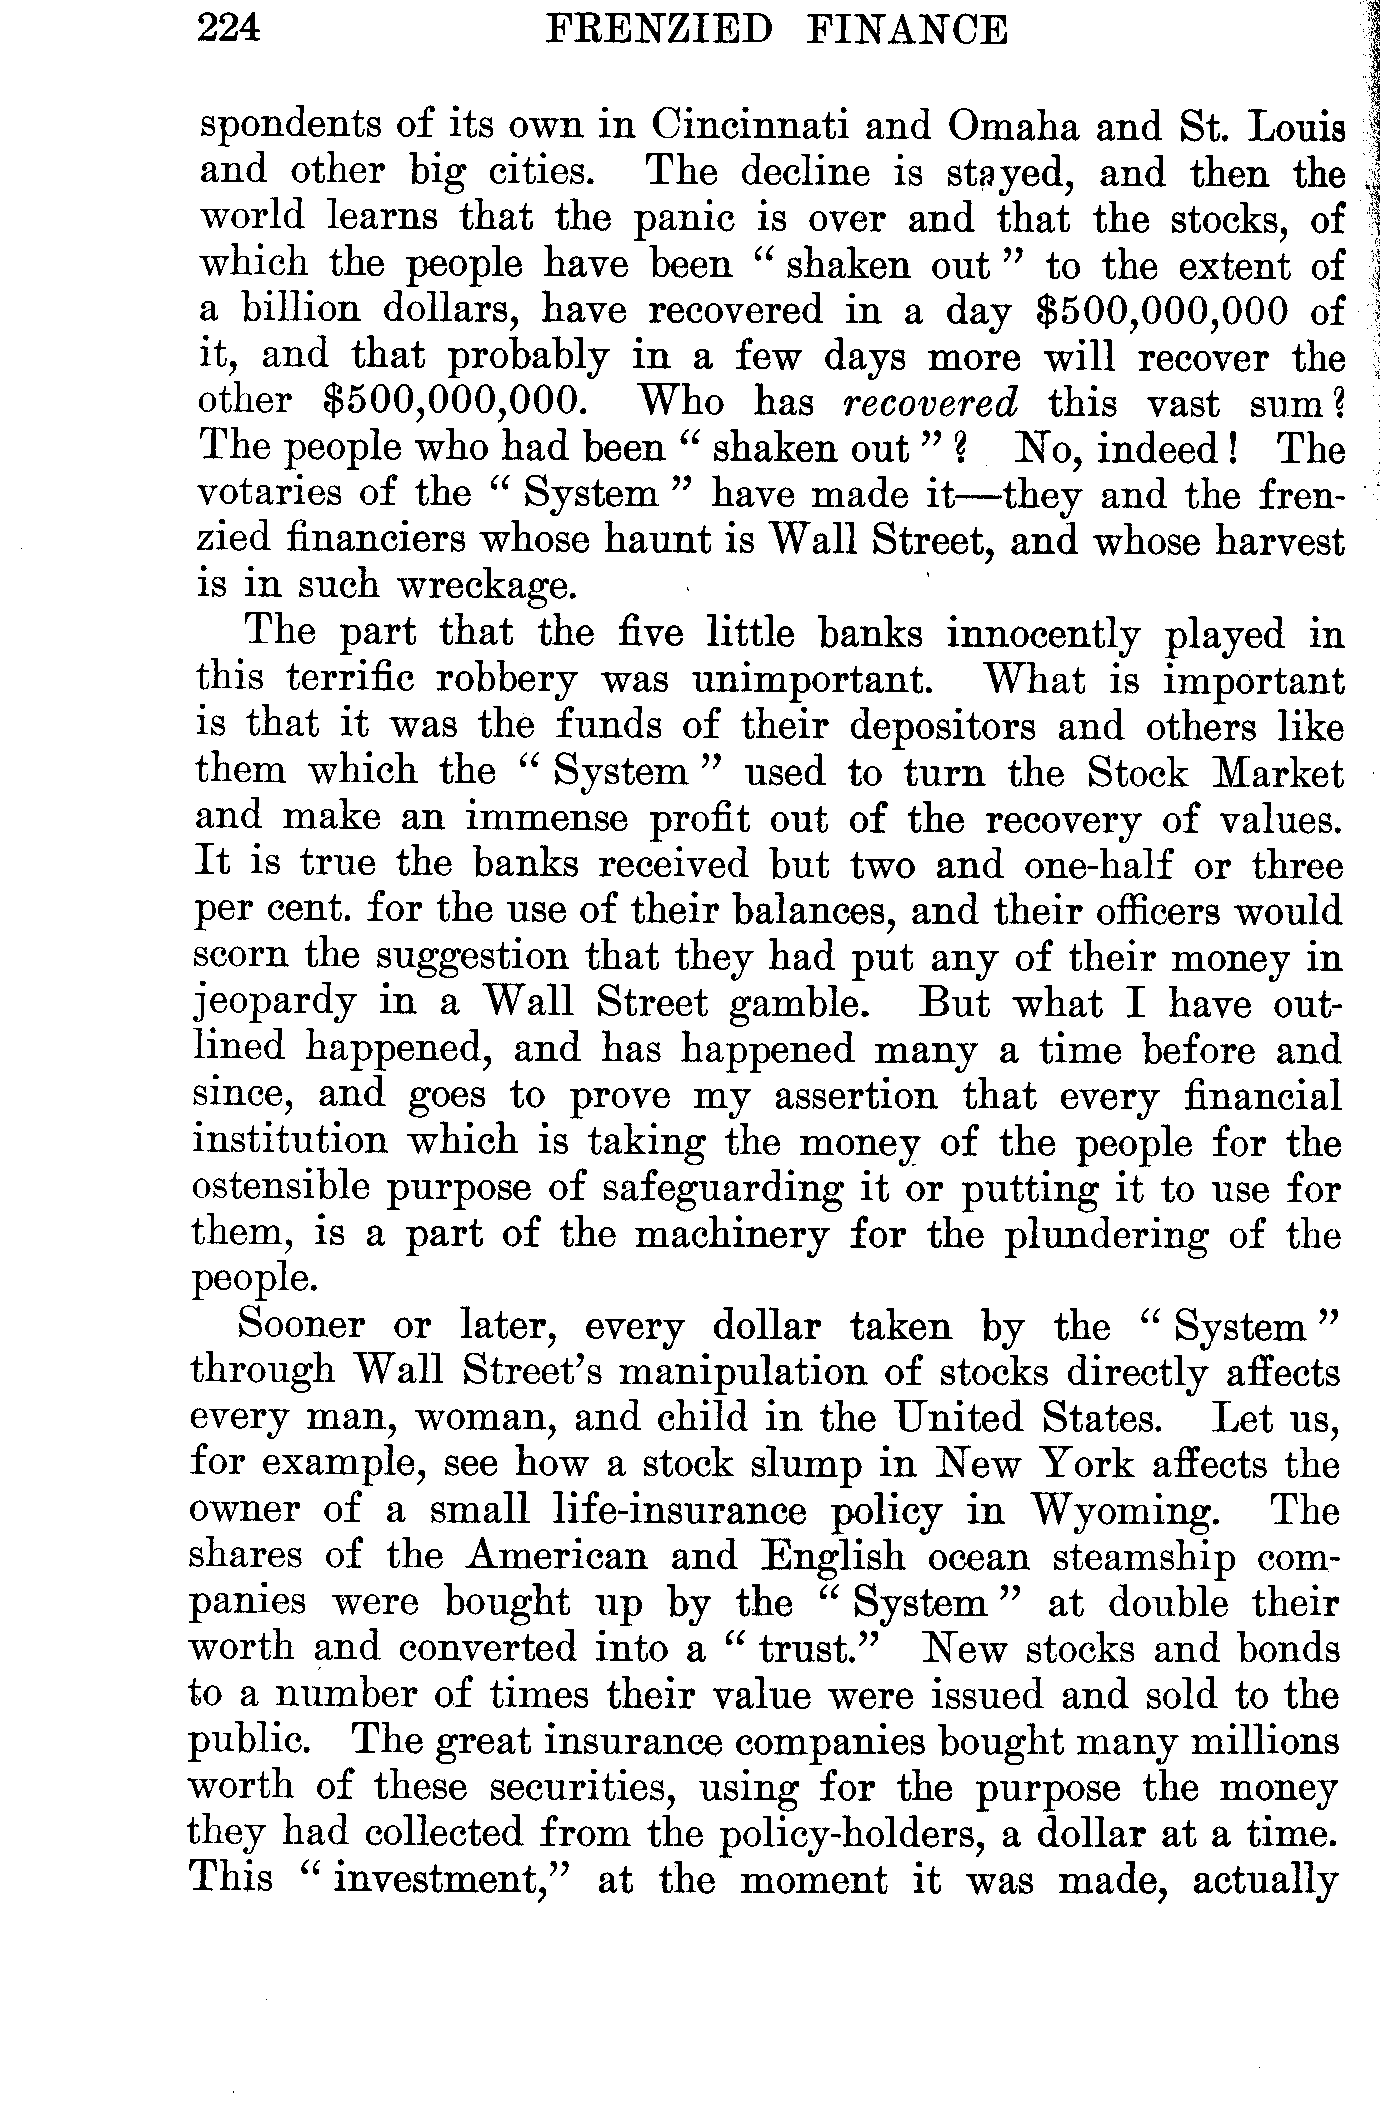 224 FRENZIED FINANCE
spondents of its own in Cincinnati and Omaha and St. Louis
and other big cities. The decline is stayed, and then the
world learns that the panic is over and that the stocks, of
which the people have been “ shaken out ” to the extent of
a billion dollars, have recovered in a day $500,000,000 of
it, and that probably in a few days more will recover the
other $500,000,000. Who has recovered this vast sum?
The people who had been “ shaken out ” ? No, indeed! The
votaries of the “ System ” have made it—they and the fren-
zied financiers whose haunt is Wall Street, and whose harvest
is in such wreckage.
The part that the five little banks innocently played in
this terrific robbery was unimportant. What is important
is that it was the funds of their depositors and others like
them which the “ System ” used to turn the Stock Market
and make an immense profit out of the recovery of values.
It is true the banks received but two and one-half or three
per cent. for the use of their balances, and their officers would
scorn the suggestion that they had put any of their money in
jeopardy in a Wall Street gamble. But what I have out-
lined happened, and has happened many a time before and
since, and goes to prove my assertion that every financial
institution which is taking the money of the people for the
ostensible purpose of safeguarding it or putting it to use for
them, is a part of the machinery for the plundering of the
people.
Sooner or later, every dollar taken by the “ System ”
through Wall Street’s manipulation of stocks directly affects
every man, woman, and child in the United States. Let us,
for example, see how a stock slump in New York affects the
owner of a small life-insurance policy in Wyoming. The
shares of the American and English ocean steamship com-
panies were bought up by the “ System ” at double their
worth and converted into a “ trust.” New stocks and bonds
to a number of times their value were issued and sold to the
public. The great insurance companies bought many millions
worth of these securities, using for the purpose the money
they had collected from the policy-holders, a dollar at a time.
This “ investment,” at the moment it was made, actually